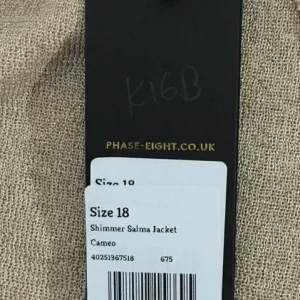 K16B
PHASE-EIGHT.CO.UK
Size 18
Size 18
Shimmer Salma Jacket
Cameo
40251367518 675